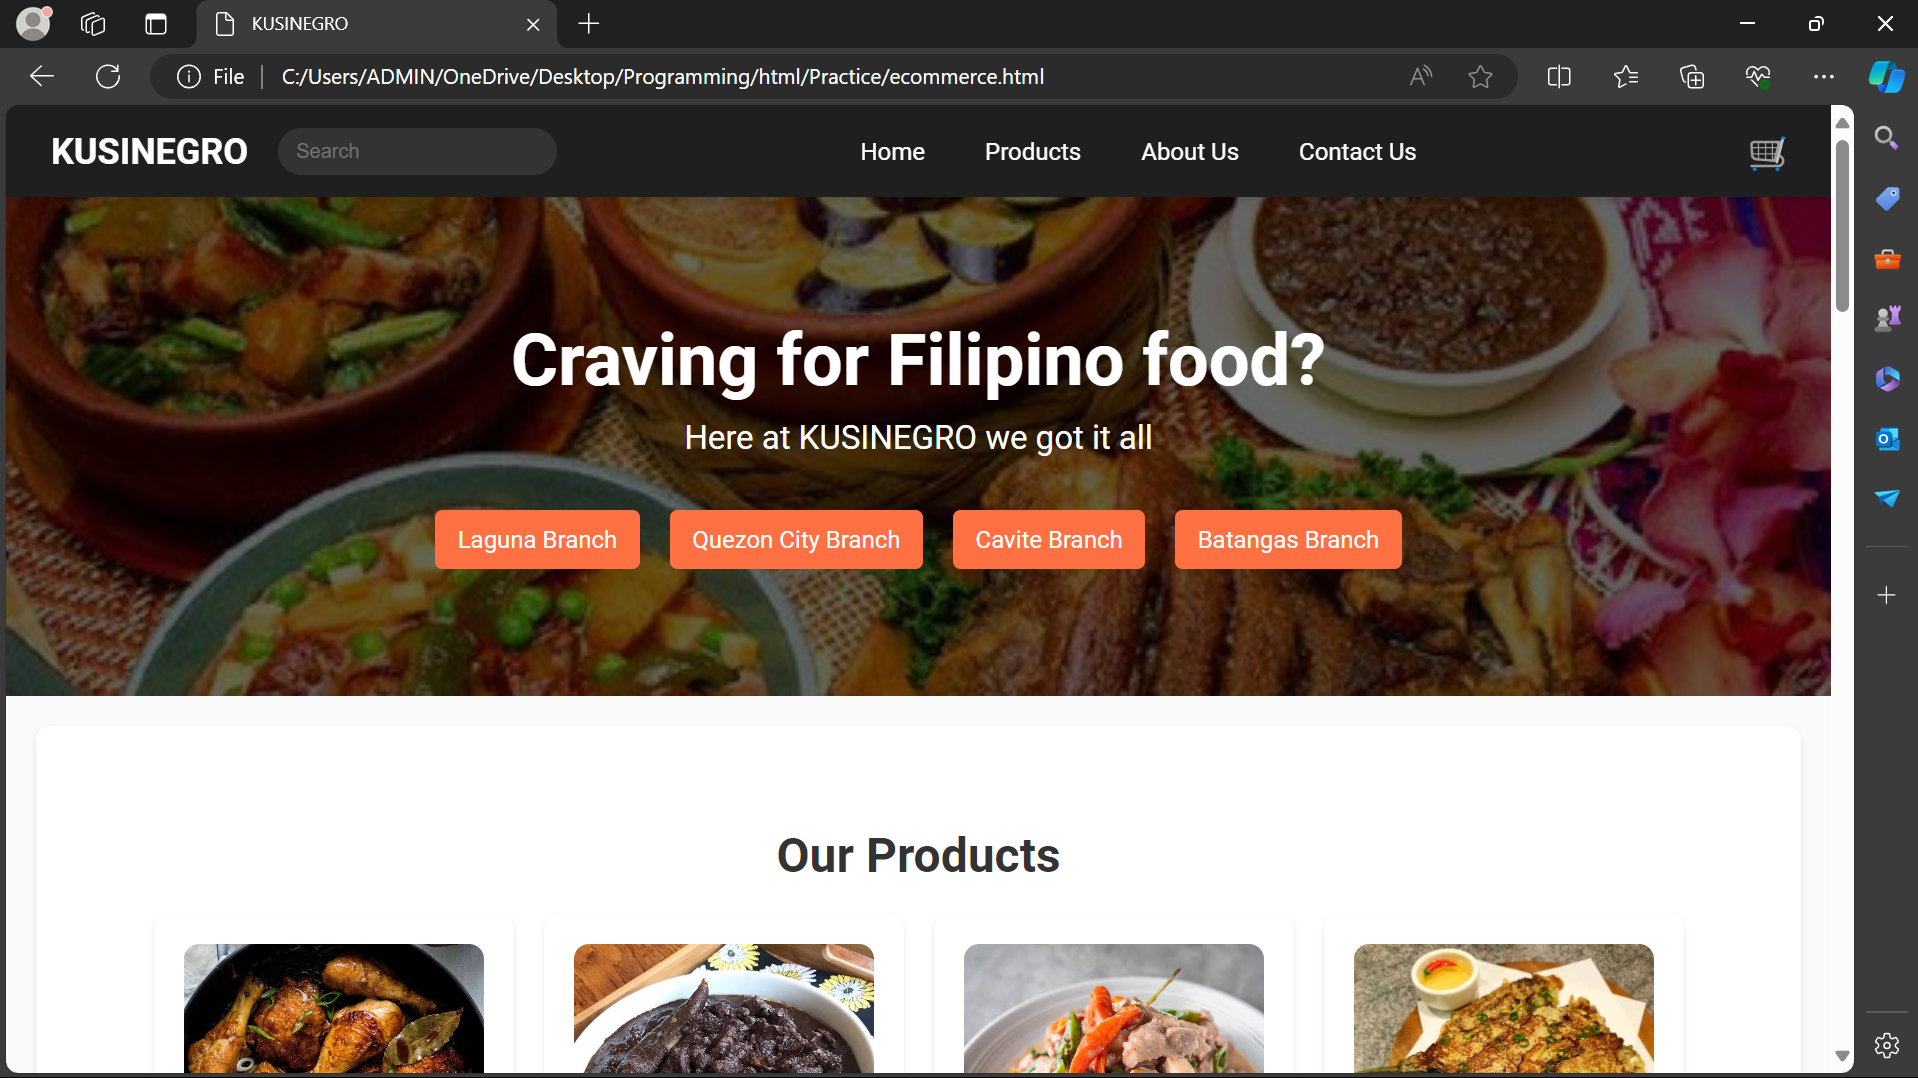 KUSINEGRO
File
C:/Users/ADMIN/OneDrive/Desktop/Programming/html/Practice/ecommerce.html
KUSINEGRO
Search
Home
Products
About Us
Contact Us
Craving for Filipino food?
Here at KUSINEGRO we got it all
Laguna Branch
Quezon City Branch
Cavite Branch
Batangas Branch
Our Products